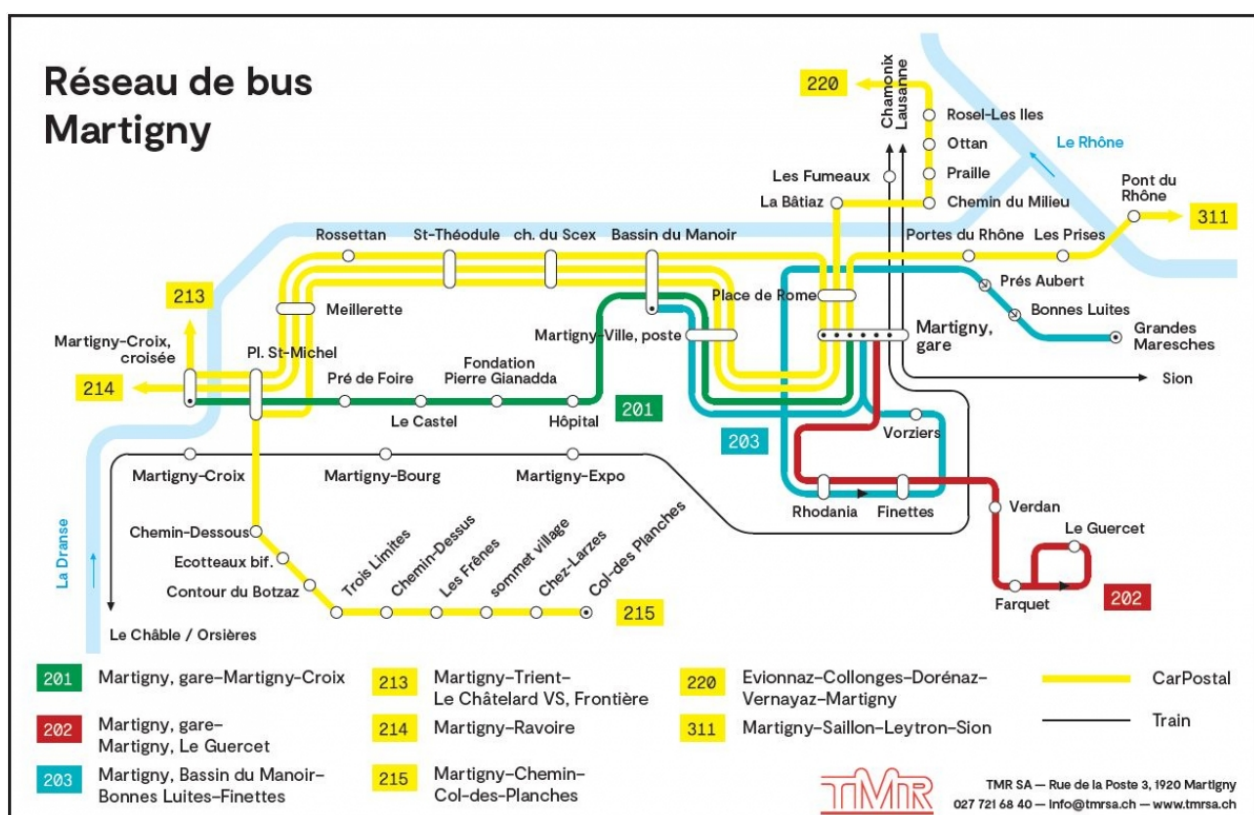 Réseau de bus
Martigny
220
Chamonix
Lausanne
Rosel-Les Iles
Ottan
Praille
Chemin du Milieu
Les Fumeaux
La Bâtiaz
Le Rhône
Pont du
Rhône
311
Portes du Rhône
Les Prises
Rossettan
St-Théodule
ch. du Scex
Bassin du Manoir
213
Meillerette
Place de Rome
Prés Aubert
Bonnes Luites
Martigny-Croix,
croisée
Martigny-Ville, poste
Martigny,
gare
Grandes
Maresches
Pl. St-Michel
214
Pré de Foire
Fondation
Pierre Gianadda
Sion
Le Castel
Hôpital
201
203
Vorziers
Martigny-Croix
Martigny-Bourg
Martigny-Expo
Rhodania
Finettes
Verdan
Le Guercet
Farquet
202
La Dranse
Chemin-Dessous
Ecotteaux bif.
Contour du Botzaz
Trois Limites
Chemin-Dessus
Les Frênes
sommet village
Chez-Larzes
Col-des-Planches
215
Le Châble / Orsières
201 Martigny, gare-Martigny-Croix
202 Martigny, gare-
Martigny, Le Guercet
203 Martigny, Bassin du Manoir-
Bonnes Luites-Finettes
213 Martigny-Trient-
Le Châtelard VS, Frontière
214 Martigny-Ravoire
215 Martigny-Chemin-
Col-des-Planches
220 Evionnaz-Collonges-Dorénaz-
Vernayaz-Martigny
311 Martigny-Saillon-Leytron-Sion
CarPostal
Train
TMR
TMR SA — Rue de la Poste 3, 1920 Martigny
027 721 68 40 — info@tmrsa.ch — www.tmrsa.ch